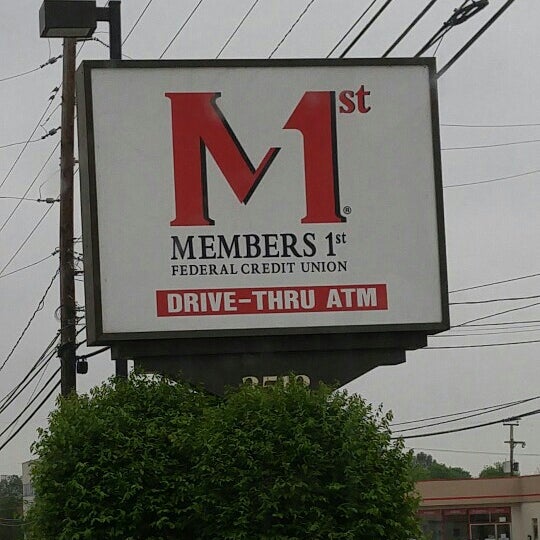 M1st®
MEMBERS 1st
FEDERAL CREDIT UNION
DRIVE-THRU ATM